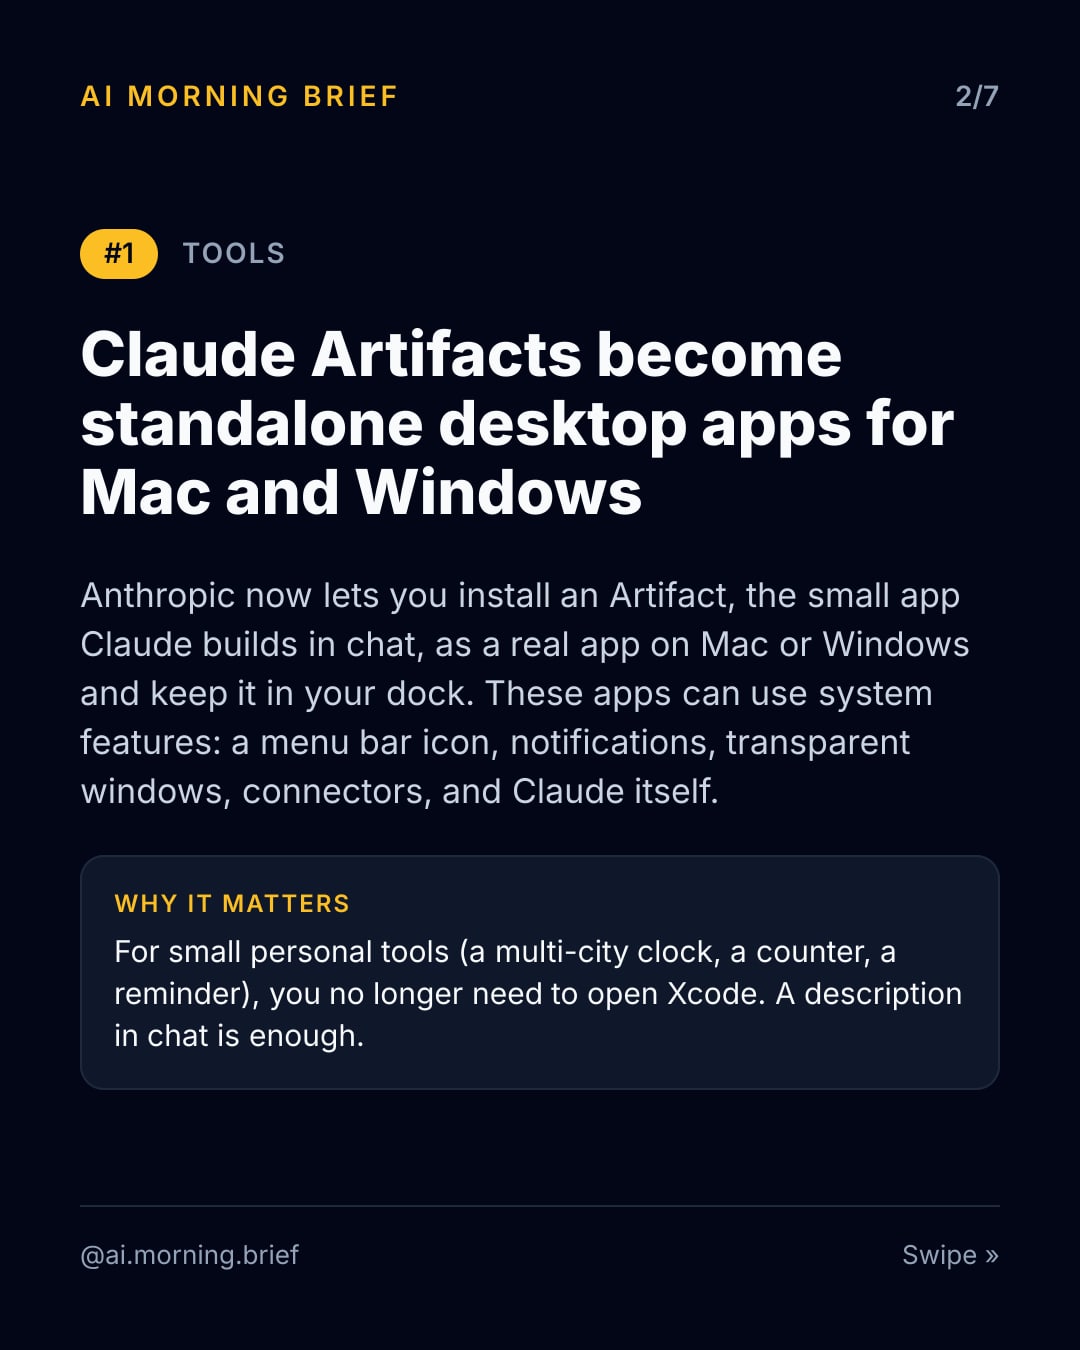 AI MORNING BRIEF
2/7
#1
TOOLS
Claude Artifacts become
standalone desktop apps for
Mac and Windows
Anthropic now lets you install an Artifact, the small app
Claude builds in chat, as a real app on Mac or Windows
and keep it in your dock. These apps can use system
features: a menu bar icon, notifications, transparent
windows, connectors, and Claude itself.
WHY IT MATTERS
For small personal tools (a multi-city clock, a counter, a
reminder), you no longer need to open Xcode. A description
in chat is enough.
@ai.morning.brief
Swipe »